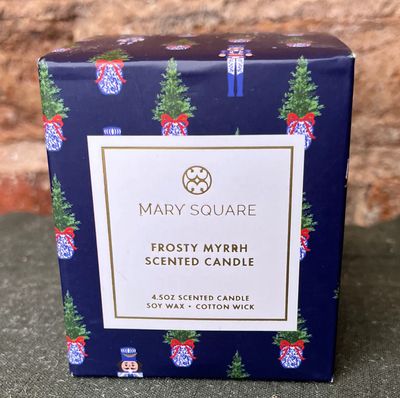 MARY SQUARE
FROSTY MYRRH
SCENTED CANDLE
4.5OZ SCENTED CANDLE
SOY WAX • COTTON WICK